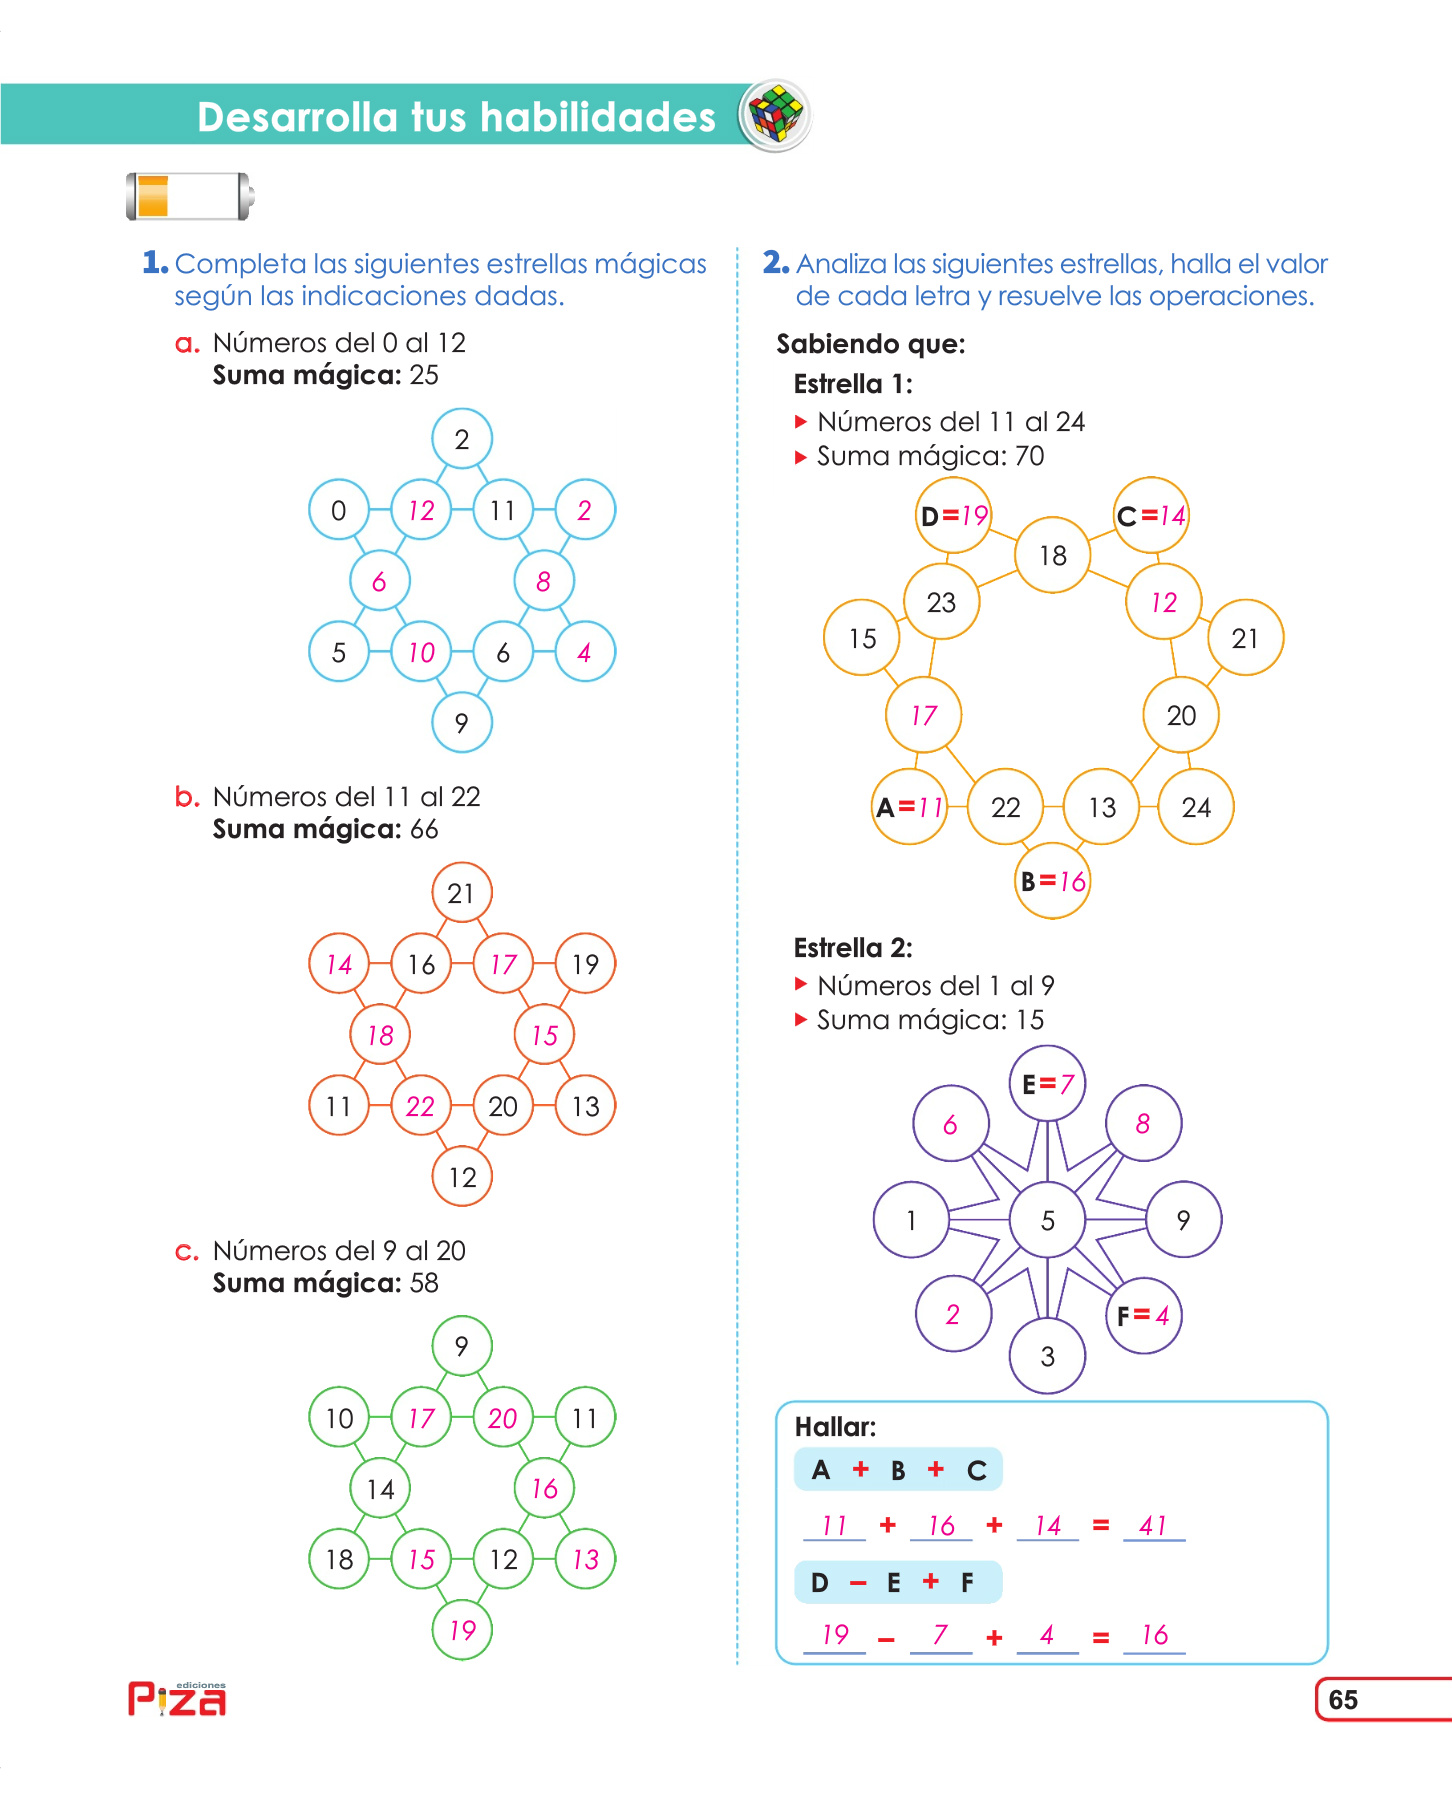 Desarrolla tus habilidades
1. Completa las siguientes estrellas mágicas
según las indicaciones dadas.
a. Números del 0 al 12
Suma mágica: 25
2
0 12 11 2
6 8
5 10 6 4
9
b. Números del 11 al 22
Suma mágica: 66
21
14 16 17 19
18 15
11 22 20 13
12
c. Números del 9 al 20
Suma mágica: 58
9
10 17 20 11
14 16
18 15 12 13
19
2. Analiza las siguientes estrellas, halla el valor
de cada letra y resuelve las operaciones.
Sabiendo que:
Estrella 1:
Números del 11 al 24
Suma mágica: 70
D=19 C=14
18
23 12
15 21
17 20
A=11 22 13 24
B=16
Estrella 2:
Números del 1 al 9
Suma mágica: 15
E=7
6 8
1 5 9
2 F=4
3
Hallar:
A + B + C
11 + 16 + 14 = 41
D – E + F
19 – 7 + 4 = 16
ediciones
Piza
65